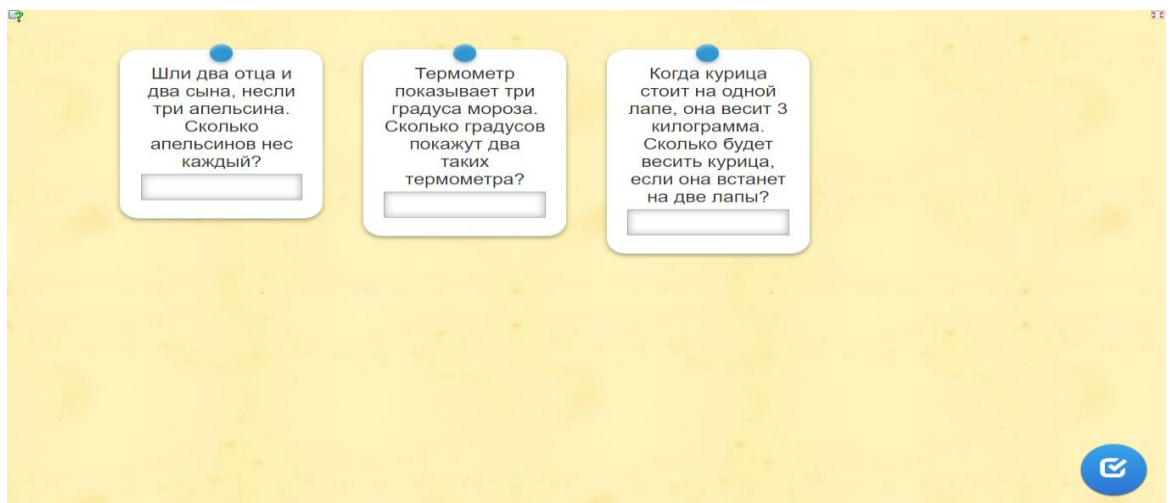 Шли два отца и
два сына, несли
три апельсина.
Сколько
апельсинов нес
каждый?
Термометр
показывает три
градуса мороза.
Сколько градусов
покажут два
таких
термометра?
Когда курица
стоит на одной
лапе, она весит 3
килограмма.
Сколько будет
весить курица,
если она встанет
на две лапы?